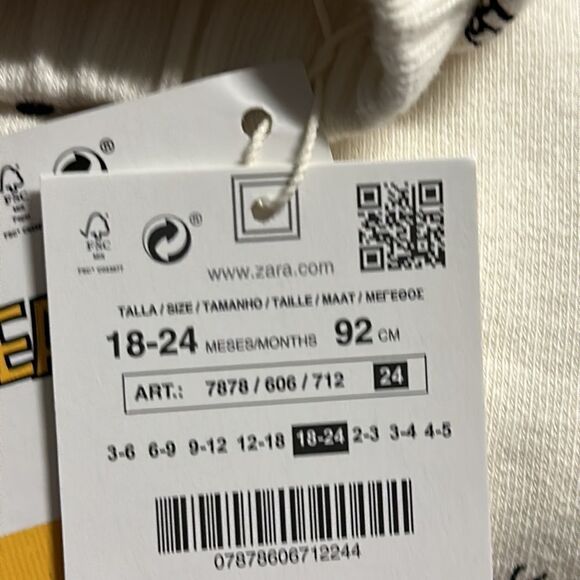 FSC
®
®
www.zara.com
TALLA / SIZE / TAMANHO / TAILLE / MAAT / ΜΕΓΕΘΟΣ
18-24 MESES/MONTHS 92 CM
ART.: 7878 / 606 / 712 24
3-6 6-9 9-12 12-18 18-24 2-3 3-4 4-5
07878606712244